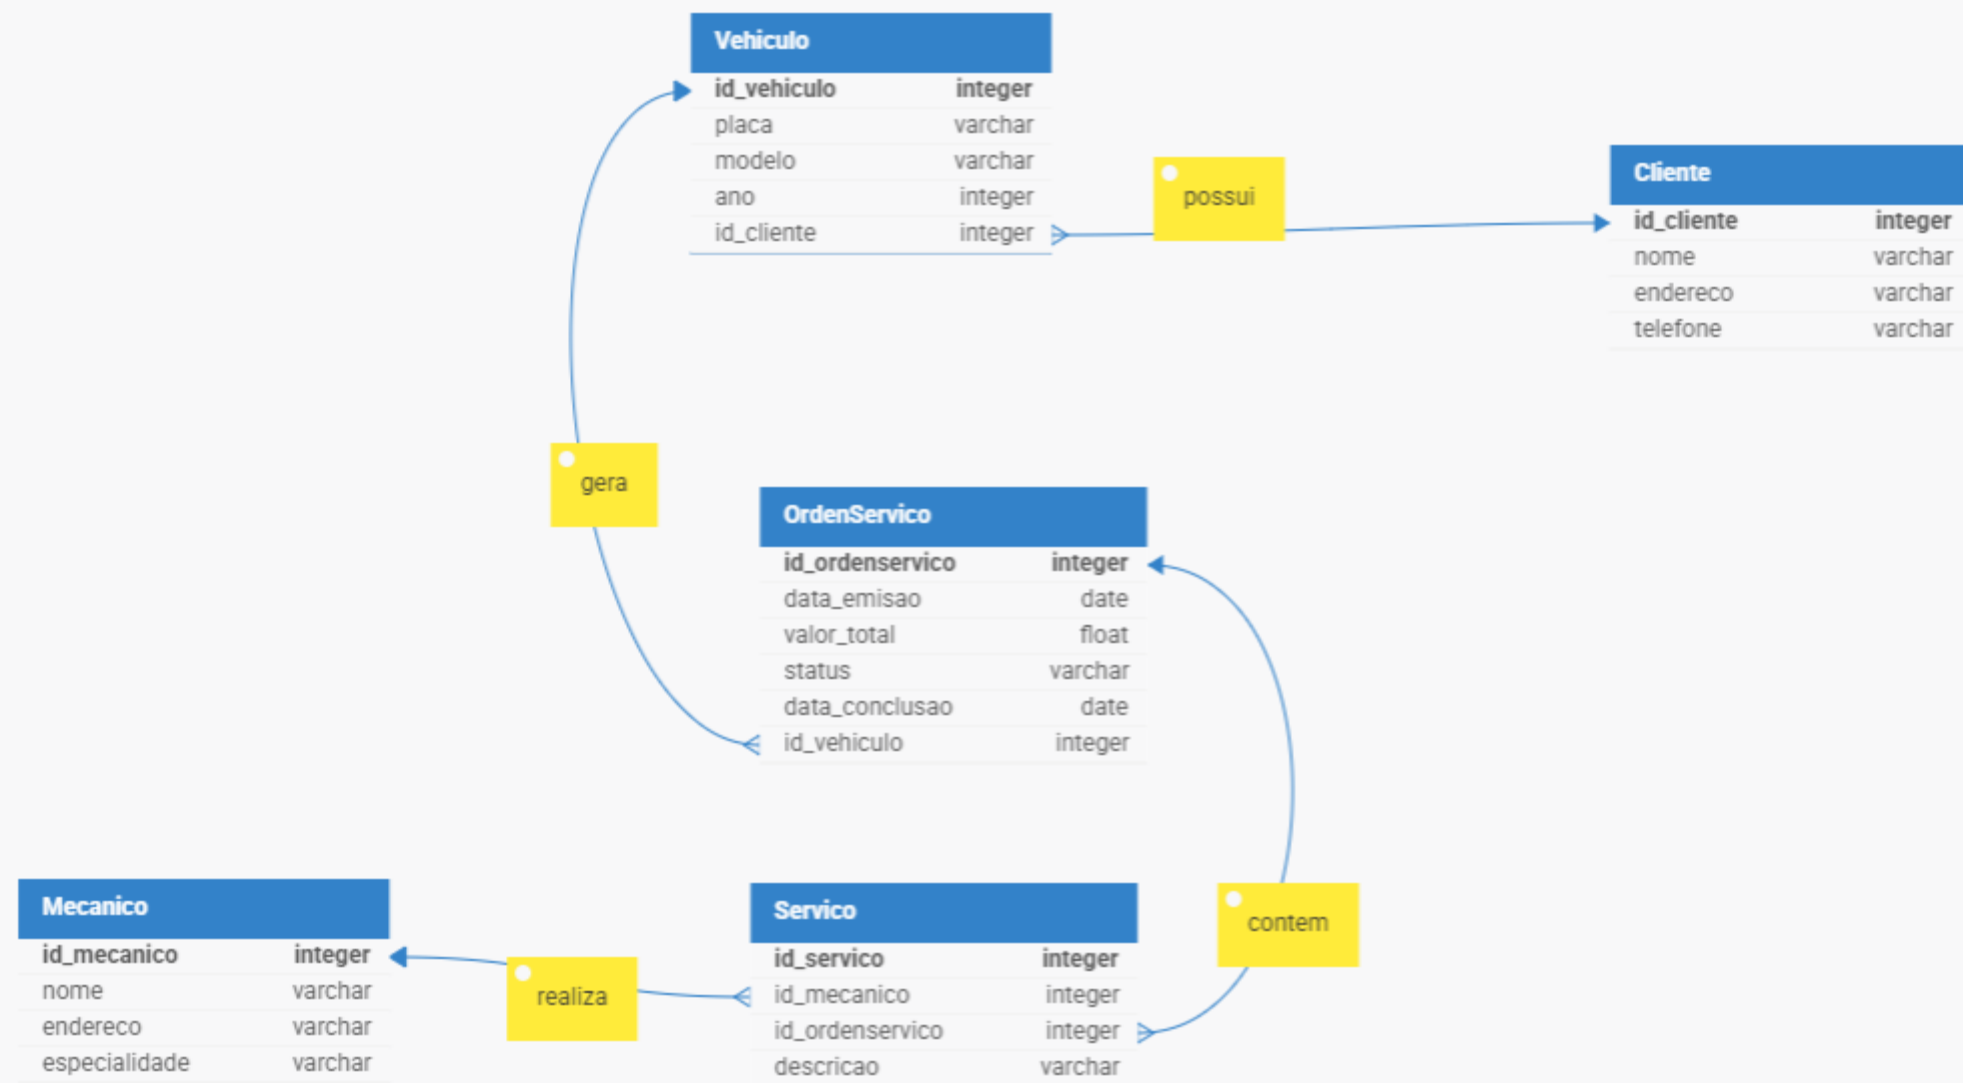 Vehiculo
id_vehiculo integer
placa varchar
modelo varchar
ano integer
id_cliente integer
possui
Cliente
id_cliente integer
nome varchar
endereco varchar
telefone varchar
gera
OrdenServico
id_ordenservico integer
data_emisao date
valor_total float
status varchar
data_conclusao date
id_vehiculo integer
Mecanico
id_mecanico integer
nome varchar
endereco varchar
especialidade varchar
realiza
Servico
id_servico integer
id_mecanico integer
id_ordenservico integer
descricao varchar
contem